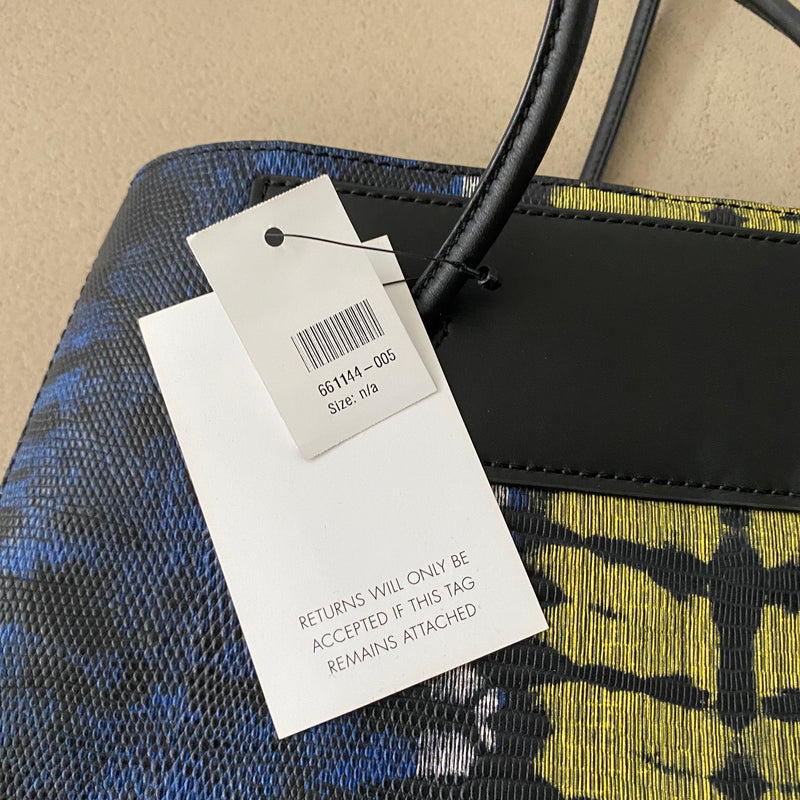 661144-005
Size: n/a
RETURNS WILL ONLY BE
ACCEPTED IF THIS TAG
REMAINS ATTACHED